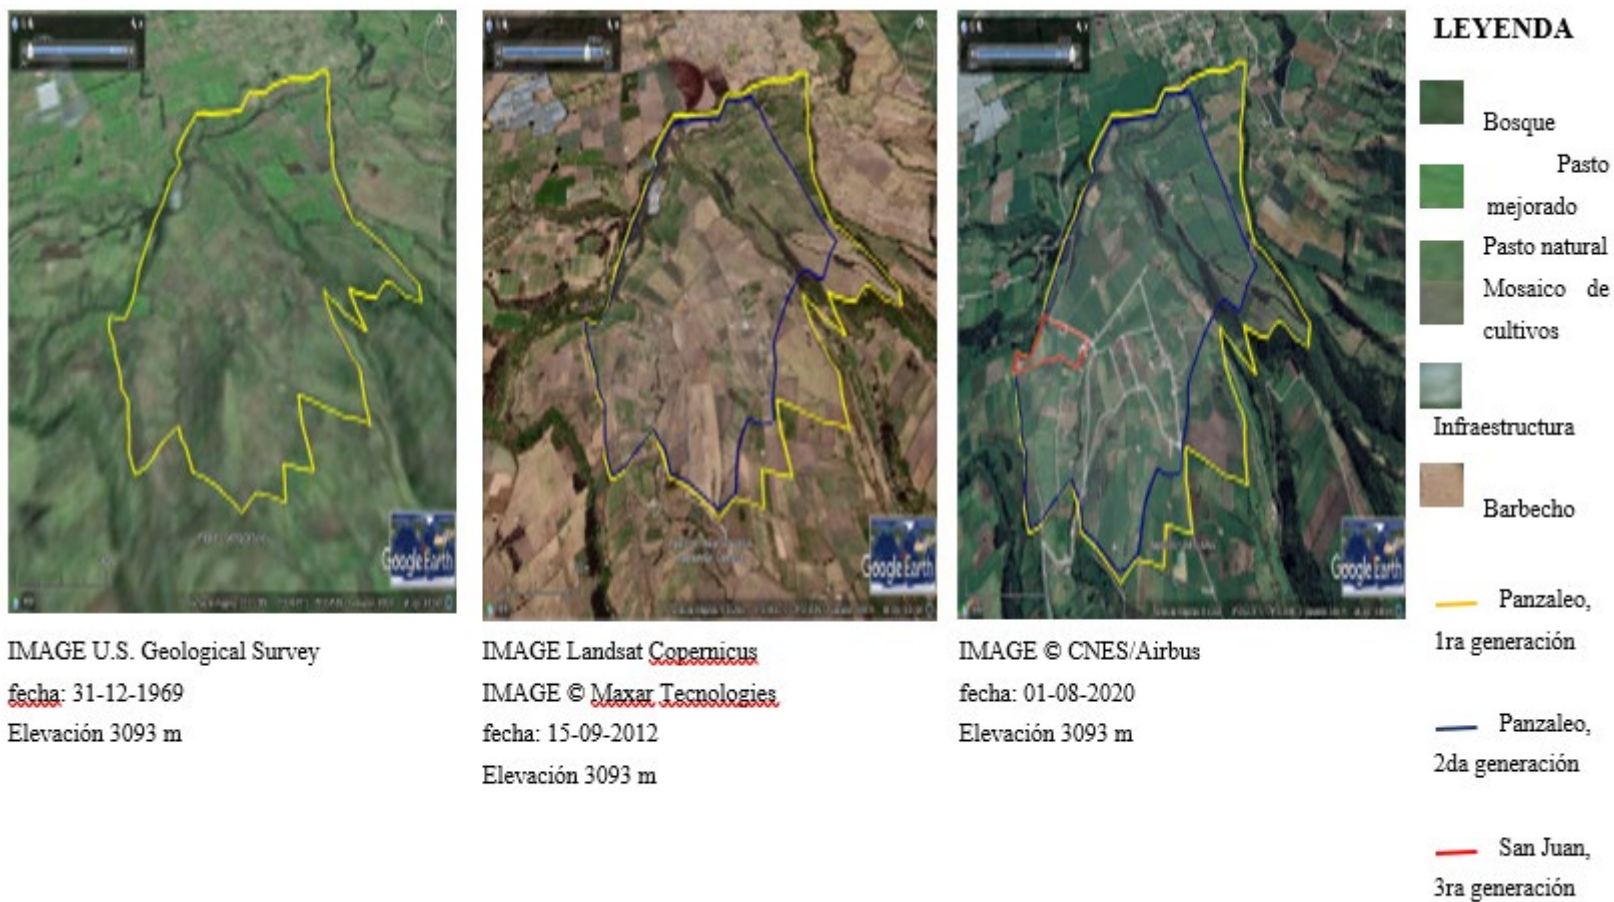 Google Earth
Google Earth
Google Earth
IMAGE U.S. Geological Survey
fecha: 31-12-1969
Elevación 3093 m
IMAGE Landsat Copernicus
IMAGE © Maxar Tecnologies
fecha: 15-09-2012
Elevación 3093 m
IMAGE © CNES/Airbus
fecha: 01-08-2020
Elevación 3093 m
LEYENDA
Bosque
Pasto
mejorado
Pasto natural
Mosaico de
cultivos
Infraestructura
Barbecho
Panzaleo,
1ra generación
Panzaleo,
2da generación
San Juan,
3ra generación